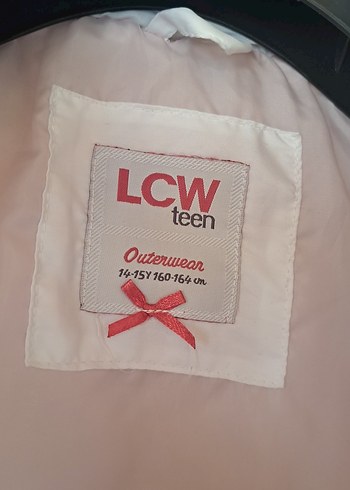 LCW
teen
Outerwear
14-15Y 160-164 cm